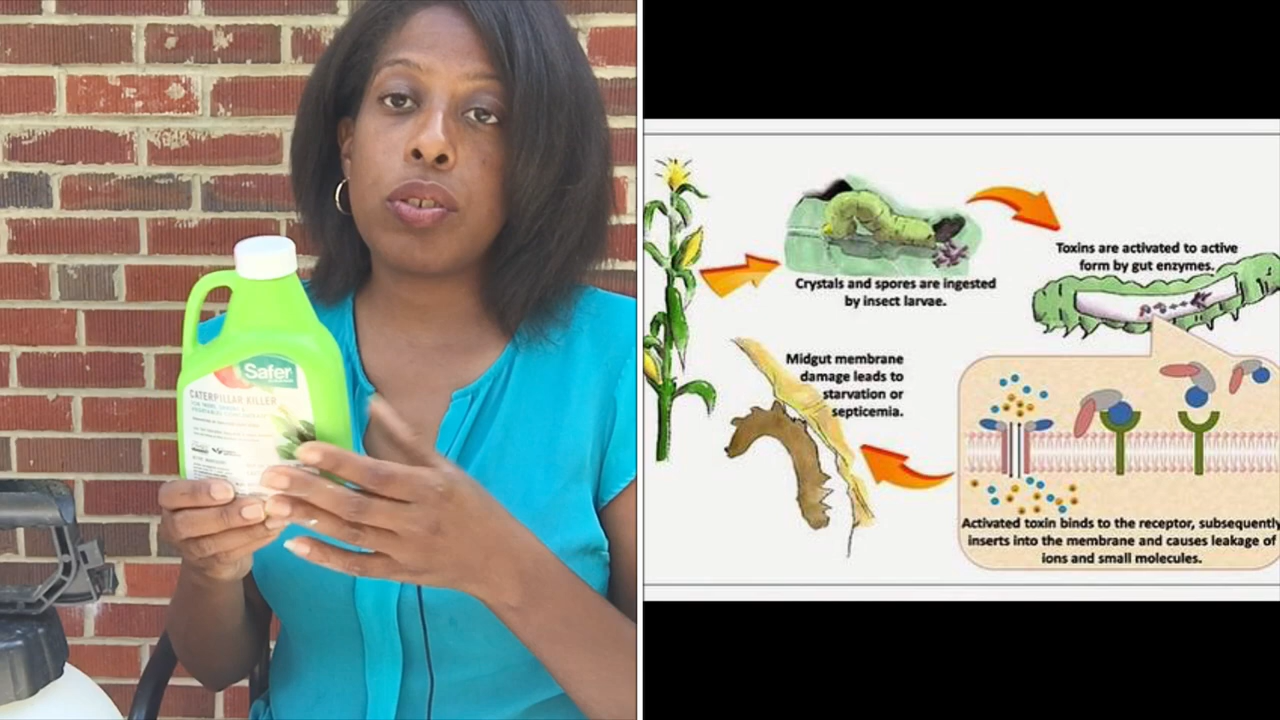 Safer
CATERPILLAR KILLER
Crystals and spores are ingested
by insect larvae.
Toxins are activated to active
form by gut enzymes.
Midgut membrane
damage leads to
starvation or
septicemia.
Activated toxin binds to the receptor, subsequently
inserts into the membrane and causes leakage of
ions and small molecules.